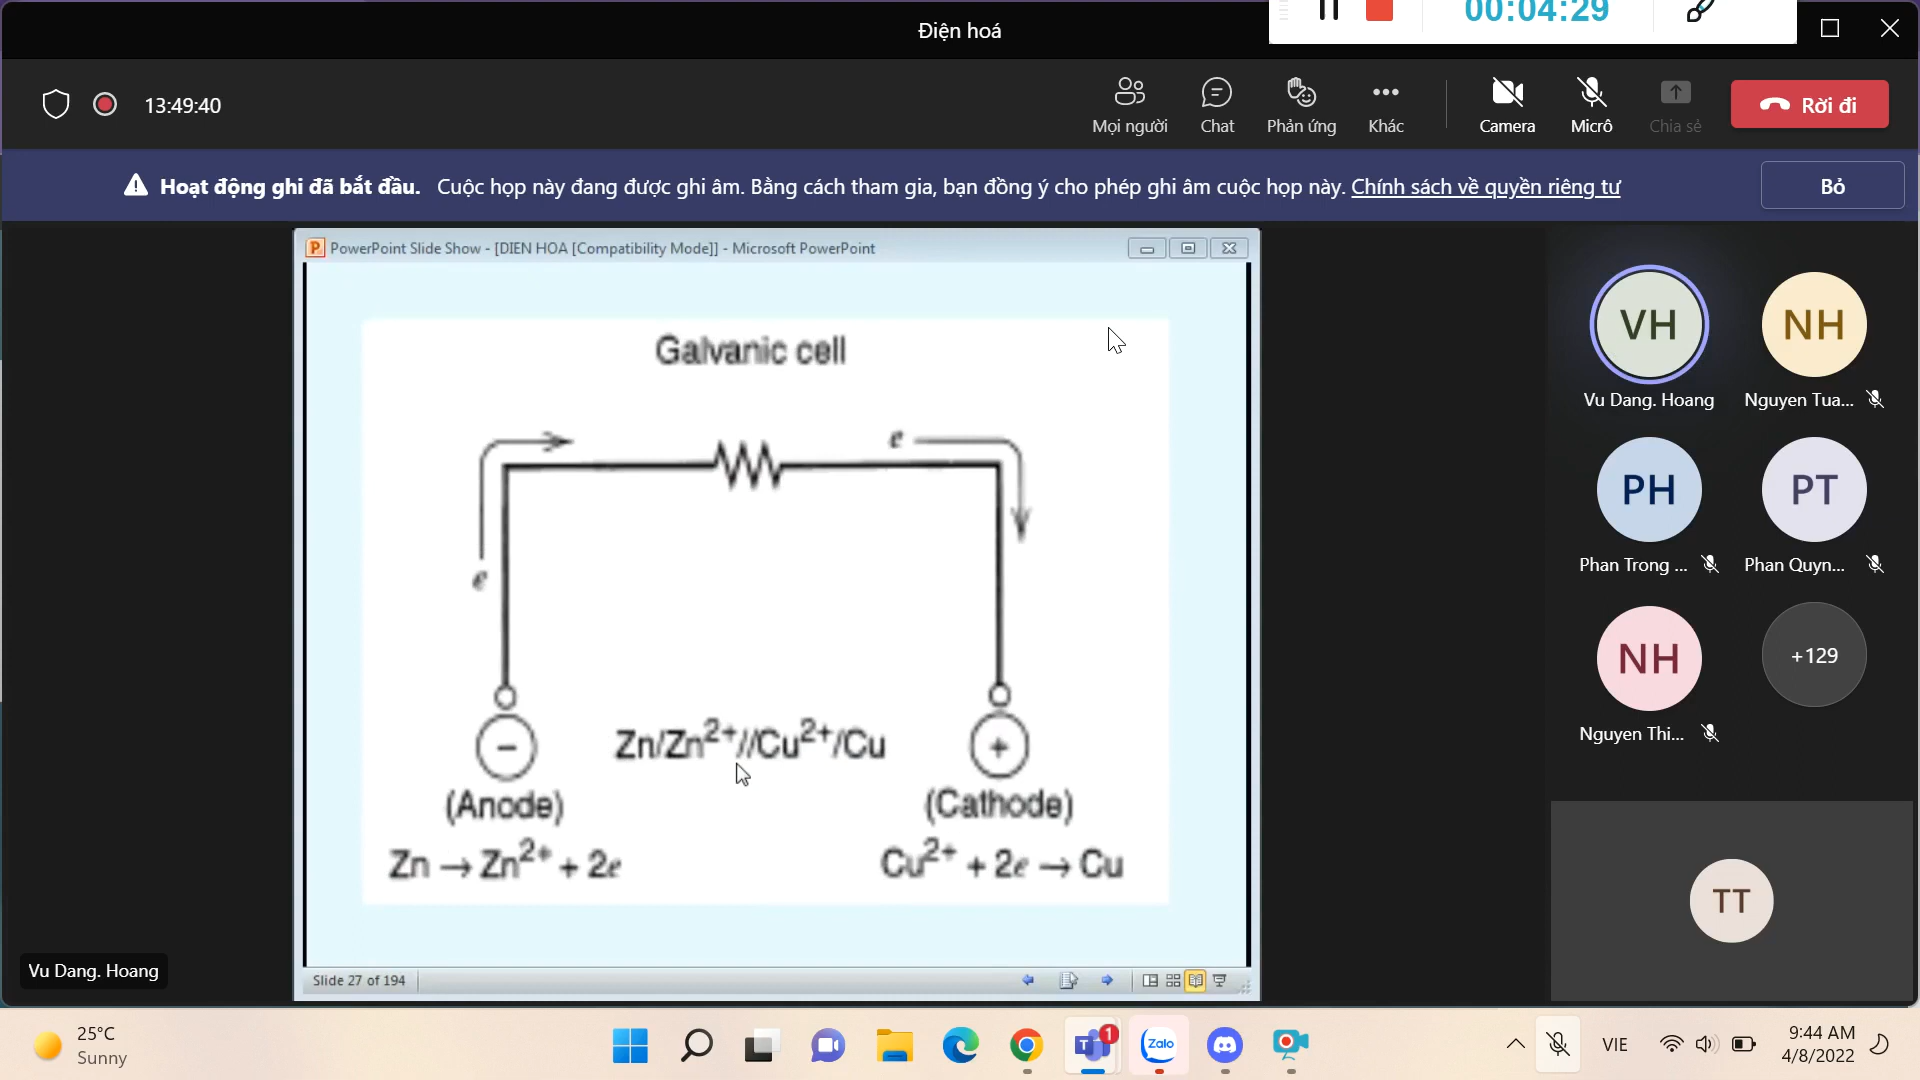 Điện hoá
00:04:29
13:49:40
Mọi người
Chat
Phản ứng
Khác
Camera
Micrô
Chia sẻ
Rời đi
Hoạt động ghi đã bắt đầu. Cuộc họp này đang được ghi âm. Bằng cách tham gia, bạn đồng ý cho phép ghi âm cuộc họp này. Chính sách về quyền riêng tư
Bỏ
PowerPoint Slide Show - [DIEN HOA [Compatibility Mode]] - Microsoft PowerPoint
Galvanic cell
e
e
Zn/Zn²⁺//Cu²⁺/Cu
−
+
(Anode)
(Cathode)
Zn → Zn²⁺ + 2e
Cu²⁺ + 2e → Cu
Slide 27 of 194
Vu Dang. Hoang
VH
Vu Dang. Hoang
NH
Nguyen Tua...
PH
Phan Trong ...
PT
Phan Quyn...
NH
Nguyen Thi...
+129
TT
25°C
Sunny
1
Zalo
VIE
9:44 AM
4/8/2022